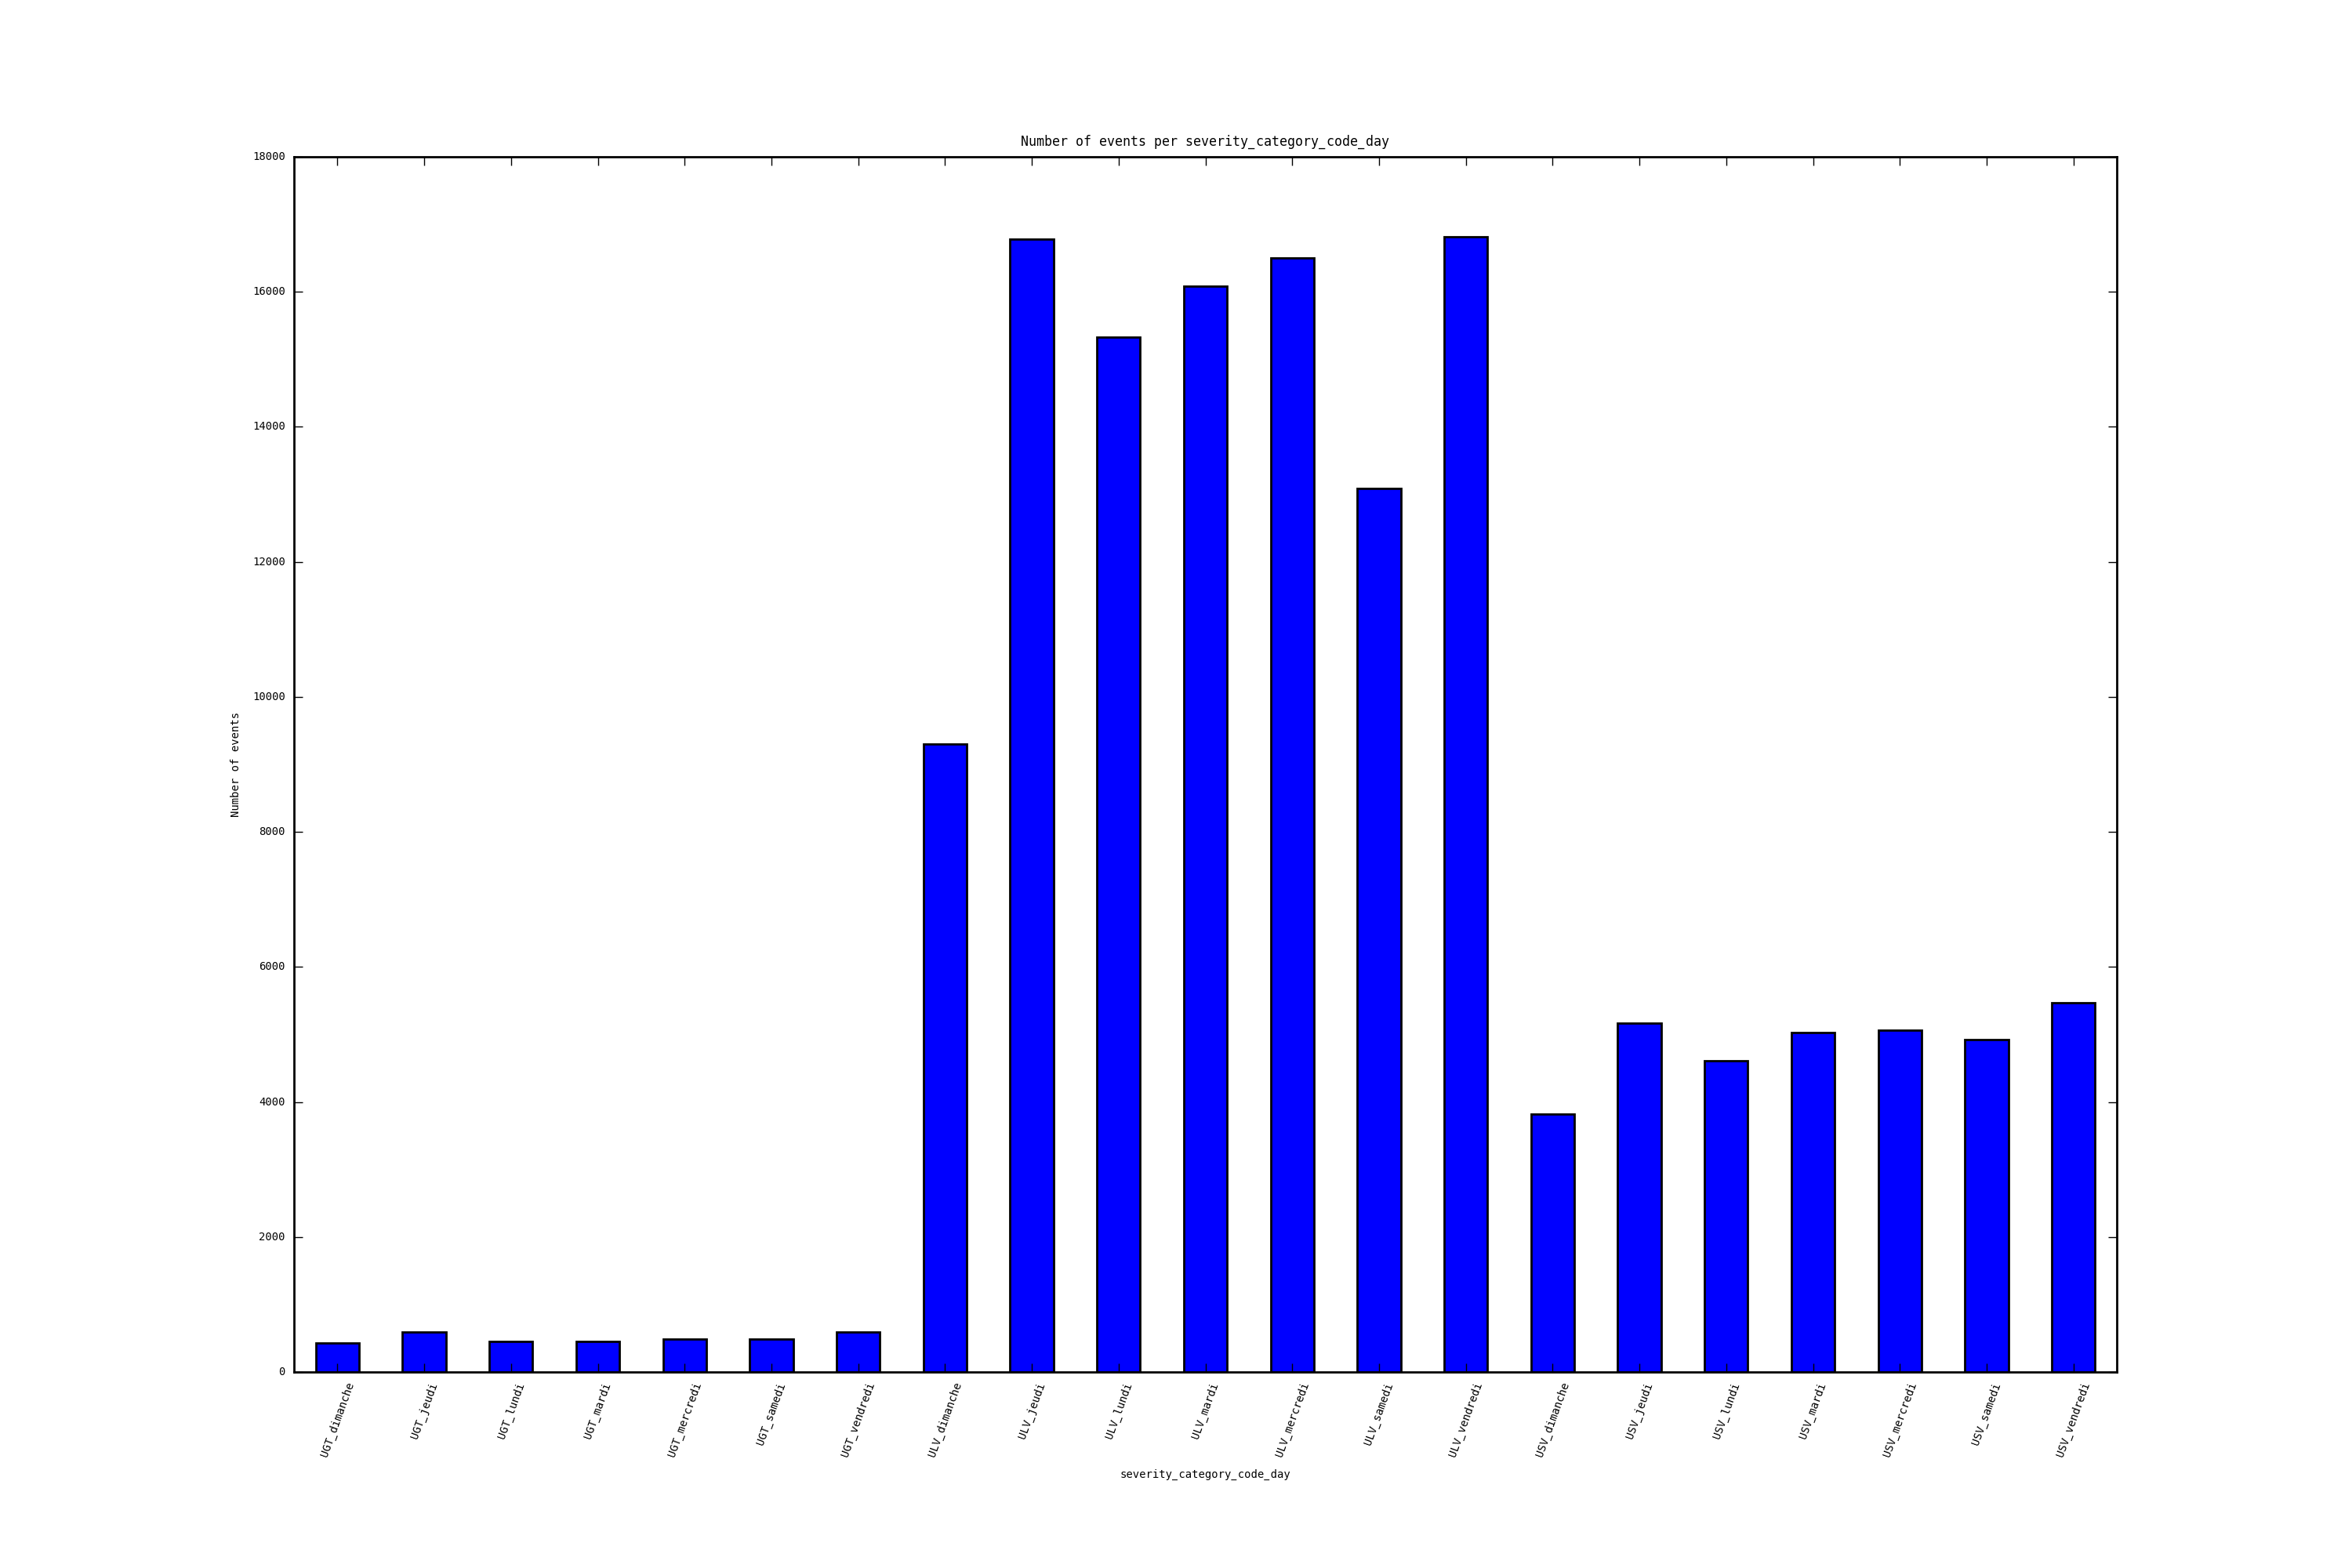 Number of events per severity_category_code_day
18000
16000
14000
12000
10000
8000
6000
4000
2000
0
Number of events
UGT_dimanche
UGT_jeudi
UGT_lundi
UGT_mardi
UGT_mercredi
UGT_samedi
UGT_vendredi
ULV_dimanche
ULV_jeudi
ULV_lundi
ULV_mardi
ULV_mercredi
ULV_samedi
ULV_vendredi
USV_dimanche
USV_jeudi
USV_lundi
USV_mardi
USV_mercredi
USV_samedi
USV_vendredi
severity_category_code_day